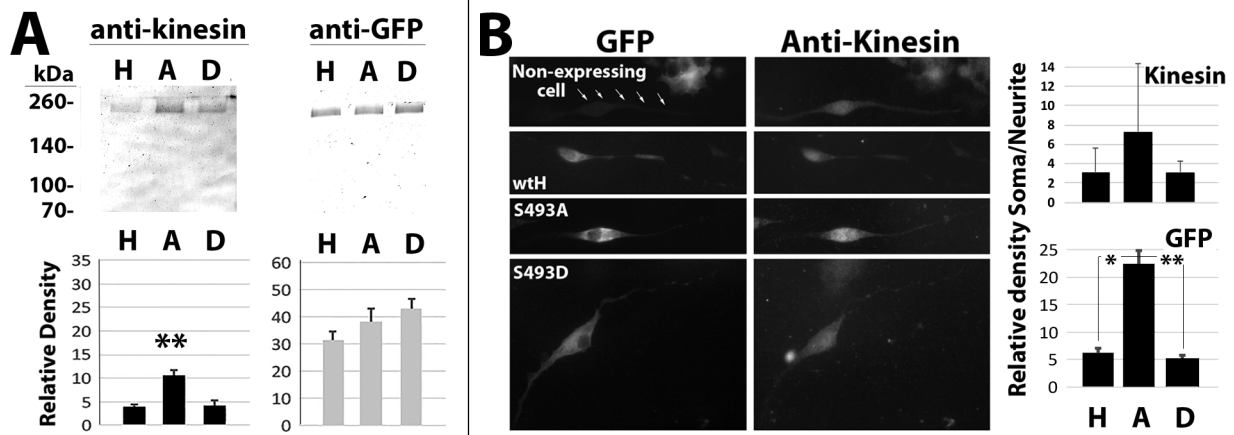 A
anti-kinesin
anti-GFP
kDa
H A D
H A D
260-
140-
100-
70-
H A D
H A D
Relative Density
35
30
25
20
15
10
5
0
**
60
50
40
30
20
10
0
B
GFP
Anti-Kinesin
Non-expressing
cell
wtH
S493A
S493D
Relative density Soma/Neurite
Kinesin
14
12
10
8
6
4
2
0
GFP
25
20
15
10
5
0
* **
H A D